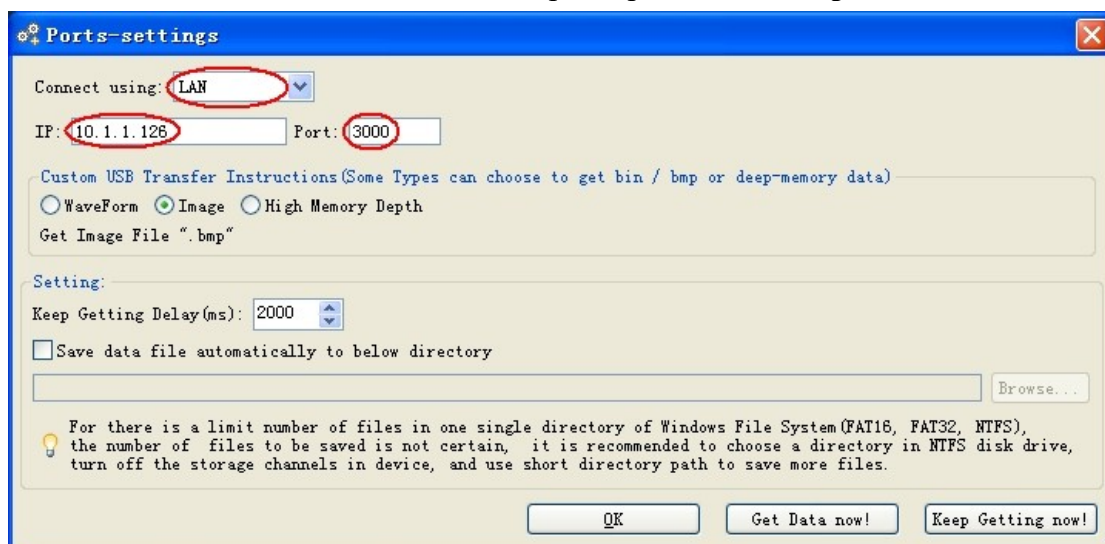 Ports-settings
Connect using: LAN
IP: 10.1.1.126 Port: 3000
Custom USB Transfer Instructions(Some Types can choose to get bin / bmp or deep-memory data)
WaveForm Image High Memory Depth
Get Image File ".bmp"
Setting:
Keep Getting Delay(ms): 2000
Save data file automatically to below directory
Browse...
For there is a limit number of files in one single directory of Windows File System(FAT16, FAT32, NTFS),
the number of files to be saved is not certain, it is recommended to choose a directory in NTFS disk drive,
turn off the storage channels in device, and use short directory path to save more files.
OK Get Data now! Keep Getting now!